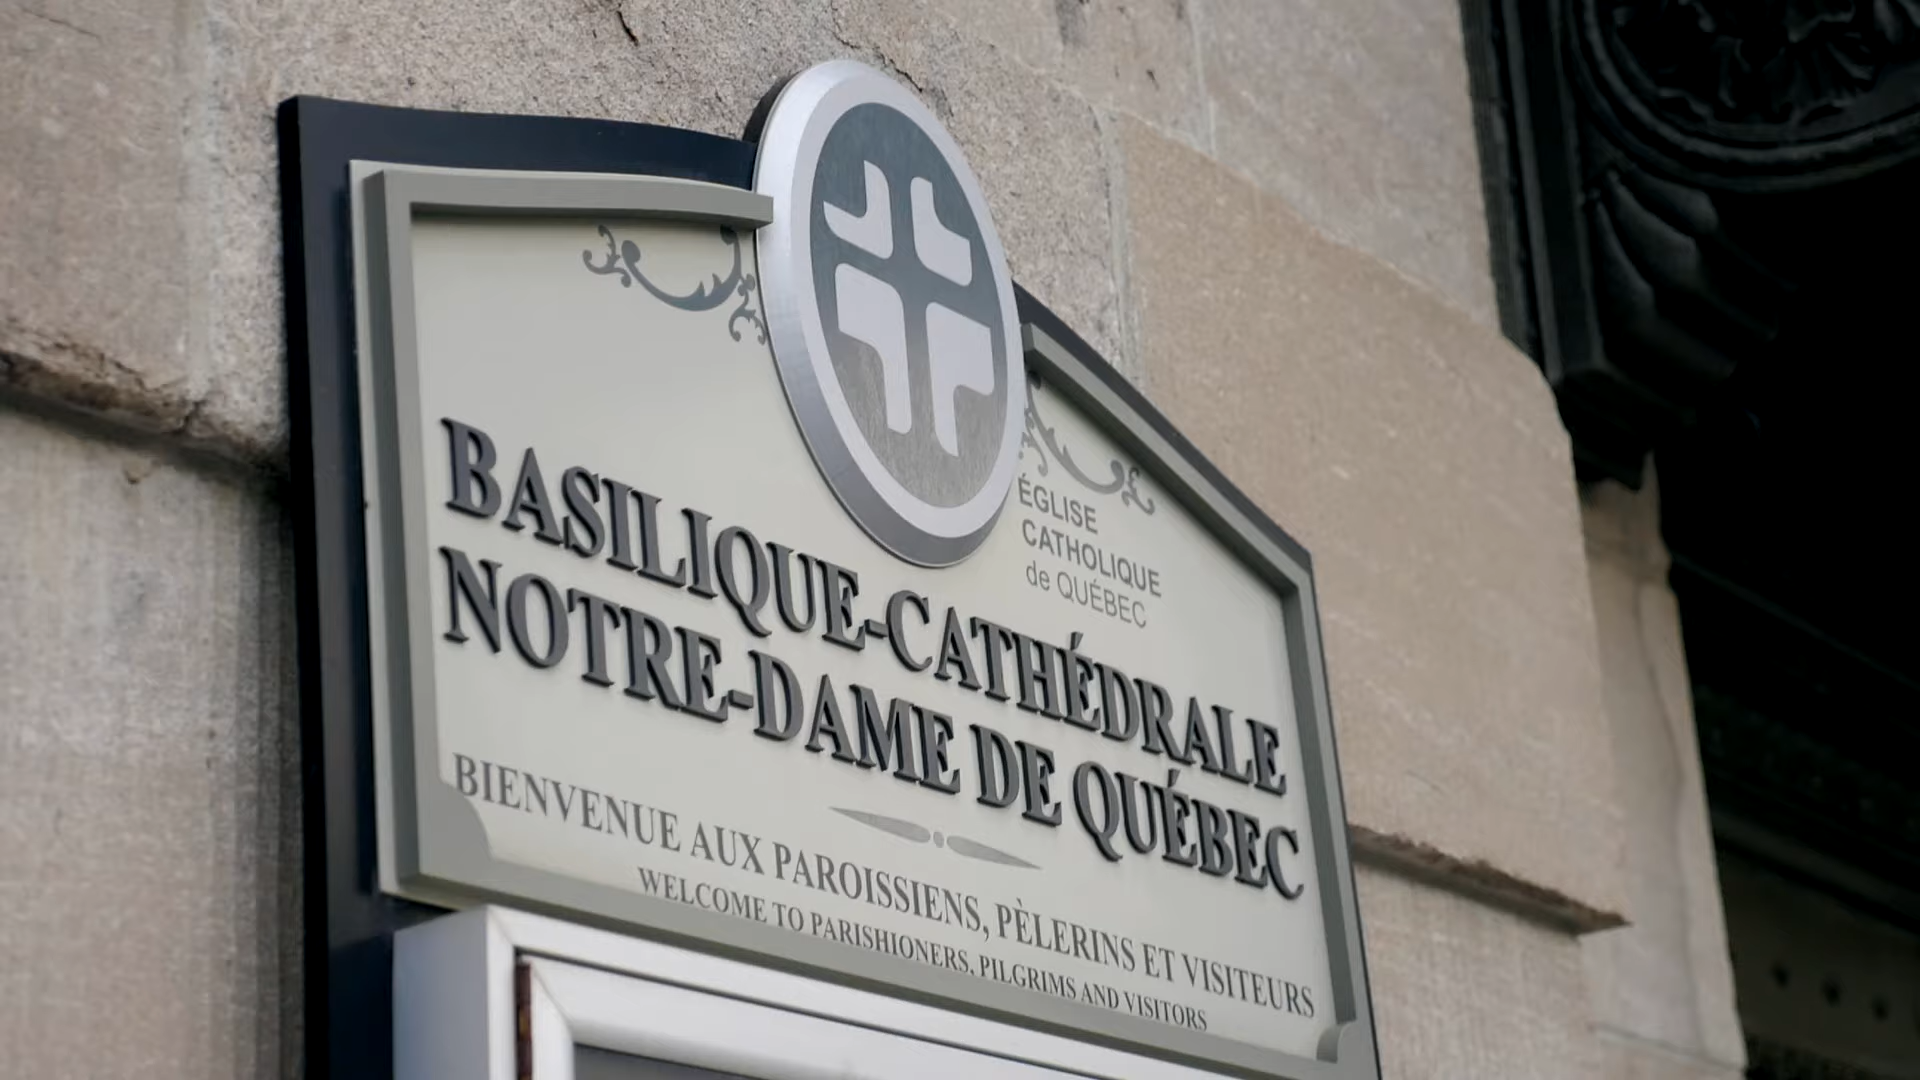 ÉGLISE
CATHOLIQUE
de QUÉBEC
BASILIQUE-CATHÉDRALE
NOTRE-DAME DE QUÉBEC
BIENVENUE AUX PAROISSIENS, PÈLERINS ET VISITEURS
WELCOME TO PARISHIONERS, PILGRIMS AND VISITORS